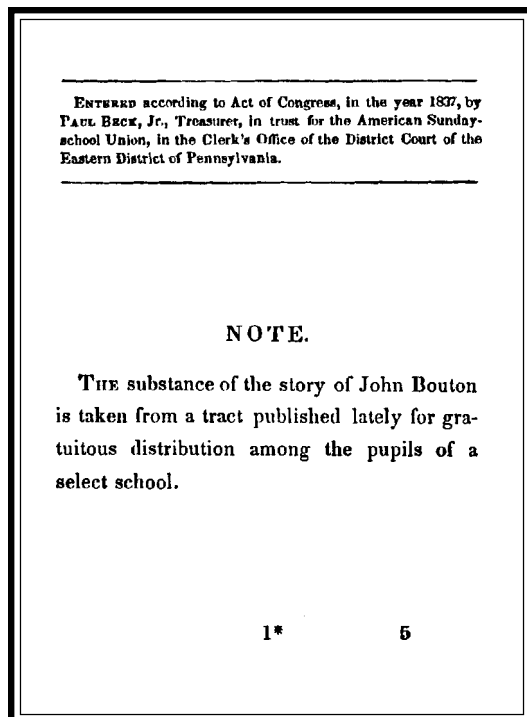 ENTERED according to Act of Congress, in the year 1837, by
PAUL BECK, Jr., Treasurer, in trust for the American Sunday-
school Union, in the Clerk's Office of the District Court of the
Eastern District of Pennsylvania.
NOTE.
THE substance of the story of John Bouton
is taken from a tract published lately for gra-
tuitous distribution among the pupils of a
select school.
1* 5